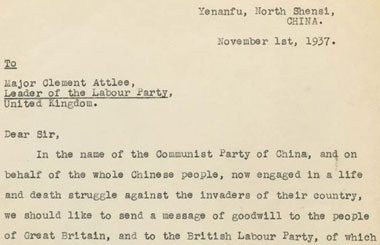 Yenanfu, North Shensi,
CHINA.
November 1st, 1937.
To
Major Clement Attlee,
Leader of the Labour Party,
United Kingdom.
Dear Sir,
In the name of the Communist Party of China, and on
behalf of the whole Chinese people, now engaged in a life
and death struggle against the invaders of their country,
we should like to send a message of goodwill to the people
of Great Britain, and to the British Labour Party, of which